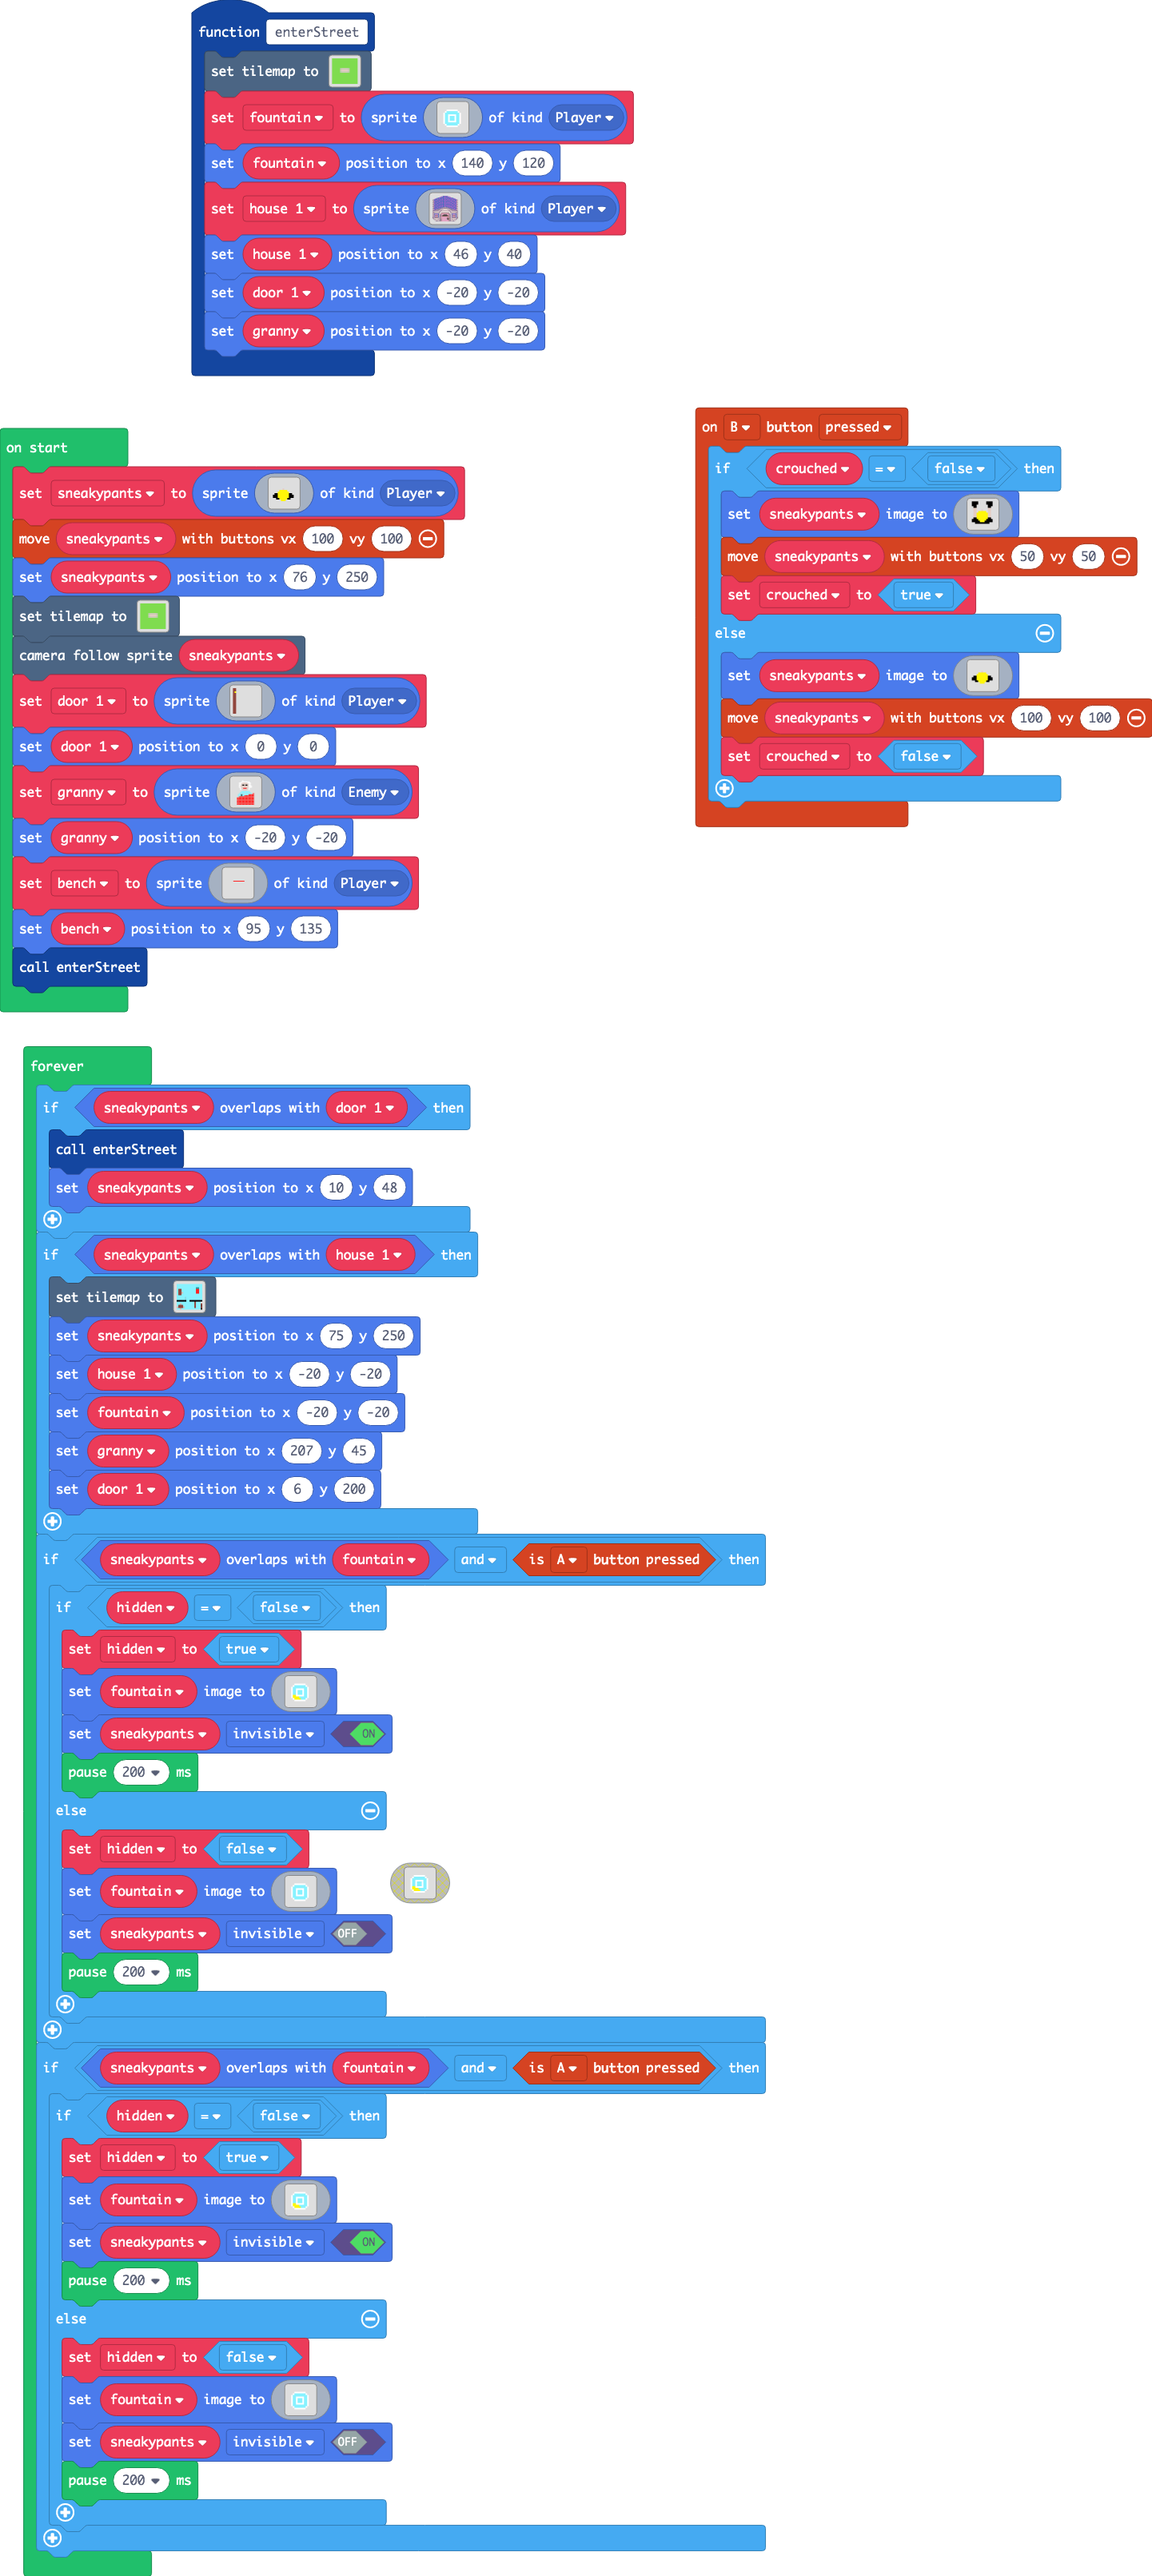 function enterStreet
set tilemap to
set fountain to sprite of kind Player
set fountain position to x 140 y 120
set house 1 to sprite of kind Player
set house 1 position to x 46 y 40
set door 1 position to x -20 y -20
set granny position to x -20 y -20
on start
set sneakypants to sprite of kind Player
move sneakypants with buttons vx 100 vy 100
set sneakypants position to x 76 y 250
set tilemap to
camera follow sprite sneakypants
set door 1 to sprite of kind Player
set door 1 position to x 0 y 0
set granny to sprite of kind Enemy
set granny position to x -20 y -20
set bench to sprite of kind Player
set bench position to x 95 y 135
call enterStreet
on B button pressed
if crouched = false then
set sneakypants image to
move sneakypants with buttons vx 50 vy 50
set crouched to true
else
set sneakypants image to
move sneakypants with buttons vx 100 vy 100
set crouched to false
forever
if sneakypants overlaps with door 1 then
call enterStreet
set sneakypants position to x 10 y 48
if sneakypants overlaps with house 1 then
set tilemap to
set sneakypants position to x 75 y 250
set house 1 position to x -20 y -20
set fountain position to x -20 y -20
set granny position to x 207 y 45
set door 1 position to x 6 y 200
if sneakypants overlaps with fountain and is A button pressed then
if hidden = false then
set hidden to true
set fountain image to
set sneakypants invisible ON
pause 200 ms
else
set hidden to false
set fountain image to
set sneakypants invisible OFF
pause 200 ms
if sneakypants overlaps with fountain and is A button pressed then
if hidden = false then
set hidden to true
set fountain image to
set sneakypants invisible ON
pause 200 ms
else
set hidden to false
set fountain image to
set sneakypants invisible OFF
pause 200 ms